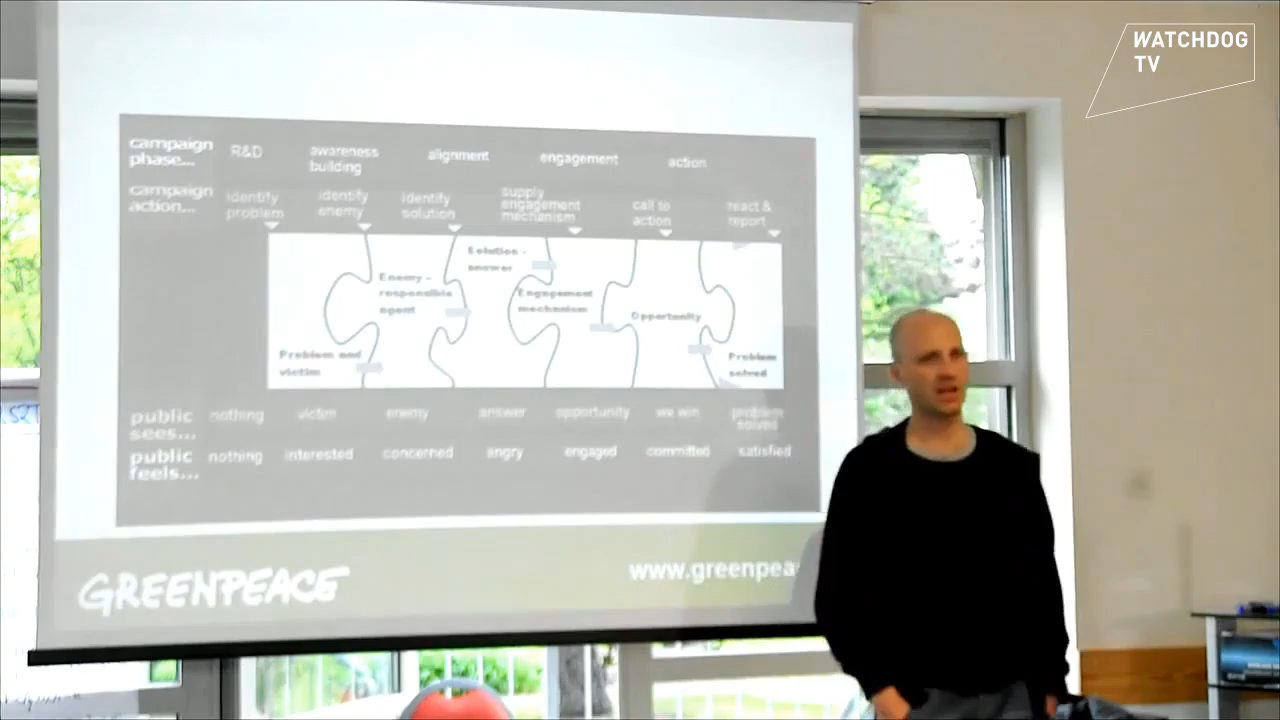 WATCHDOG
TV
campaign phase... R&D awareness building alignment engagement action
campaign action... identify problem identify enemy identify solution supply engagement mechanism call to action react & report
Solution -
answer
Enemy -
responsible
agent
Engagement
mechanism
Opportunity
Problem and
victim
Problem
solved
public sees... nothing victim enemy answer opportunity we win problem solved
public feels... nothing interested concerned angry engaged committed satisfied
GREENPEACE
www.greenpea